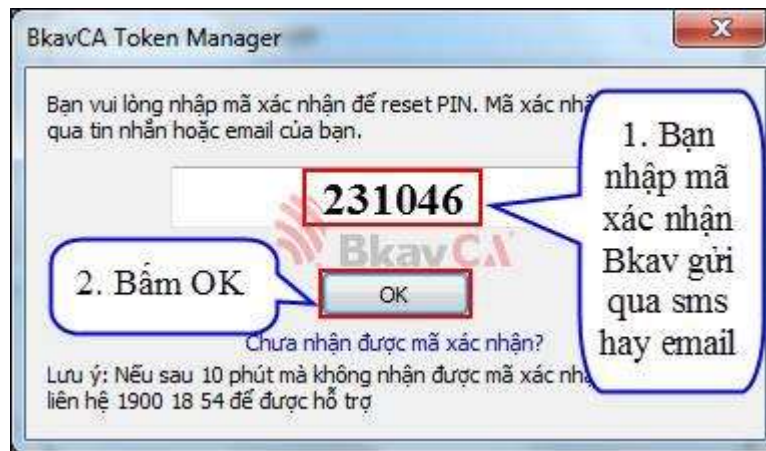 BkavCA Token Manager
Bạn vui lòng nhập mã xác nhận để reset PIN. Mã xác
qua tin nhắn hoặc email của bạn.
1. Bạn
nhập mã
xác nhận
Bkav gửi
qua sms
hay email
231046
BkavCA
2. Bấm OK
OK
Chưa nhận được mã xác nhận?
Lưu ý: Nếu sau 10 phút mà không nhận được mã xác
liên hệ 1900 18 54 để được hỗ trợ